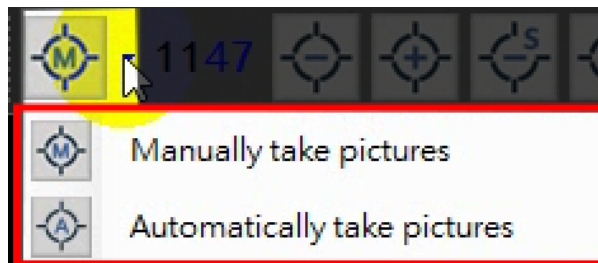 M 1147 S
M Manually take pictures
A Automatically take pictures